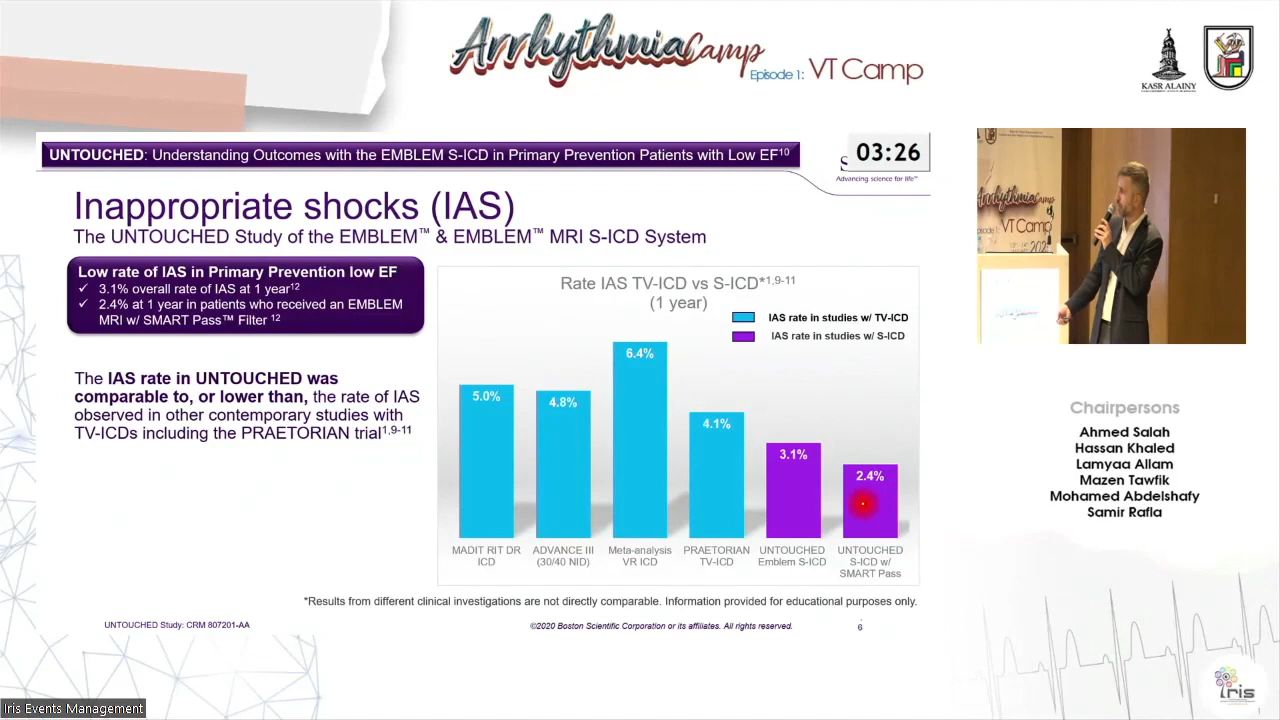 Arrhythmia Camp
Episode 1: VT Camp
KASR ALAINY
UNTOUCHED: Understanding Outcomes with the EMBLEM S-ICD in Primary Prevention Patients with Low EF10
03:26
Advancing science for life™
Inappropriate shocks (IAS)
The UNTOUCHED Study of the EMBLEM™ & EMBLEM™ MRI S-ICD System
Low rate of IAS in Primary Prevention low EF
✓ 3.1% overall rate of IAS at 1 year12
✓ 2.4% at 1 year in patients who received an EMBLEM
MRI w/ SMART Pass™ Filter 12
The IAS rate in UNTOUCHED was
comparable to, or lower than, the rate of IAS
observed in other contemporary studies with
TV-ICDs including the PRAETORIAN trial1,9-11
Rate IAS TV-ICD vs S-ICD*1,9-11
(1 year)
IAS rate in studies w/ TV-ICD
IAS rate in studies w/ S-ICD
5.0%
4.8%
6.4%
4.1%
3.1%
2.4%
MADIT RIT DR
ICD
ADVANCE III
(30/40 NID)
Meta-analysis
VR ICD
PRAETORIAN
TV-ICD
UNTOUCHED
Emblem S-ICD
UNTOUCHED
S-ICD w/
SMART Pass
*Results from different clinical investigations are not directly comparable. Information provided for educational purposes only.
UNTOUCHED Study: CRM 807201-AA
©2020 Boston Scientific Corporation or its affiliates. All rights reserved.
6
Arrhythmia Camp
VT Camp
Chairpersons
Ahmed Salah
Hassan Khaled
Lamyaa Allam
Mazen Tawfik
Mohamed Abdelshafy
Samir Rafla
iris
Iris Events Management